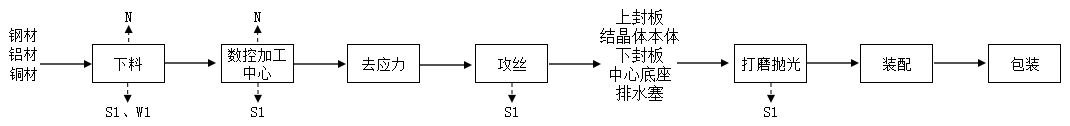 钢材
铝材
铜材
N
下料
S1、W1
N
数控加工
中心
S1
去应力
攻丝
S1
上封板
结晶体本体
下封板
中心底座
排水塞
打磨抛光
S1
装配
包装